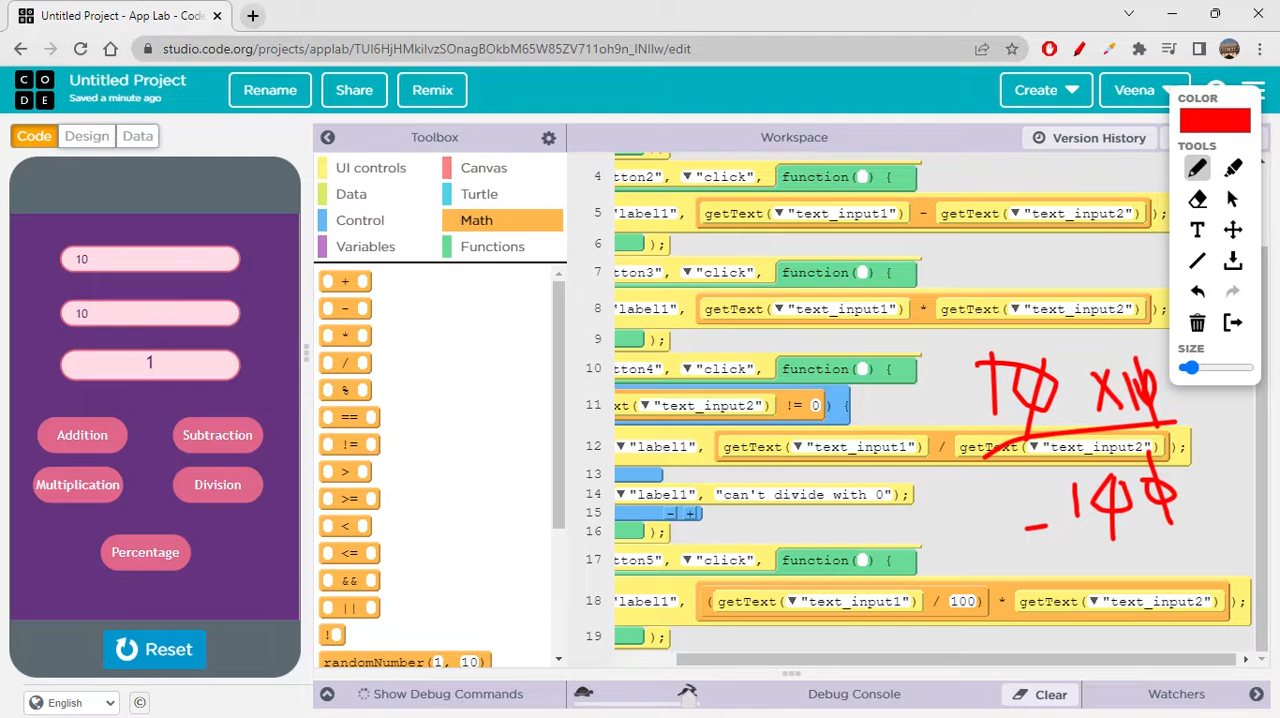 Untitled Project - App Lab - Code
studio.code.org/projects/applab/TUl6HjHMkilvzSOnagBOkbM65W85ZV711oh9n_INIlw/edit
C O D E
Untitled Project
Saved a minute ago
Rename
Share
Remix
Create
Veena
Code
Design
Data
Toolbox
Workspace
Version History
COLOR
TOOLS
T
SIZE
UI controls
Canvas
Data
Turtle
Control
Math
Variables
Functions
10
10
1
Addition
Subtraction
Multiplication
Division
Percentage
Reset
+
-
*
/
%
==
!=
>
>=
<
<=
&&
||
!
randomNumber(1, 10)
);
4 tton2", "click", function() {
5 "label1", getText("text_input1") - getText("text_input2"));
6 );
7 tton3", "click", function() {
8 "label1", getText("text_input1") * getText("text_input2"));
9 );
10 tton4", "click", function() {
11 xt("text_input2") != 0) {
12 "label1", getText("text_input1") / getText("text_input2"));
13
14 "label1", "can't divide with 0");
15 - +
16 );
17 tton5", "click", function() {
18 "label1", (getText("text_input1") / 100) * getText("text_input2"));
19 );
10 x 10
100
English
©
Show Debug Commands
Debug Console
Clear
Watchers